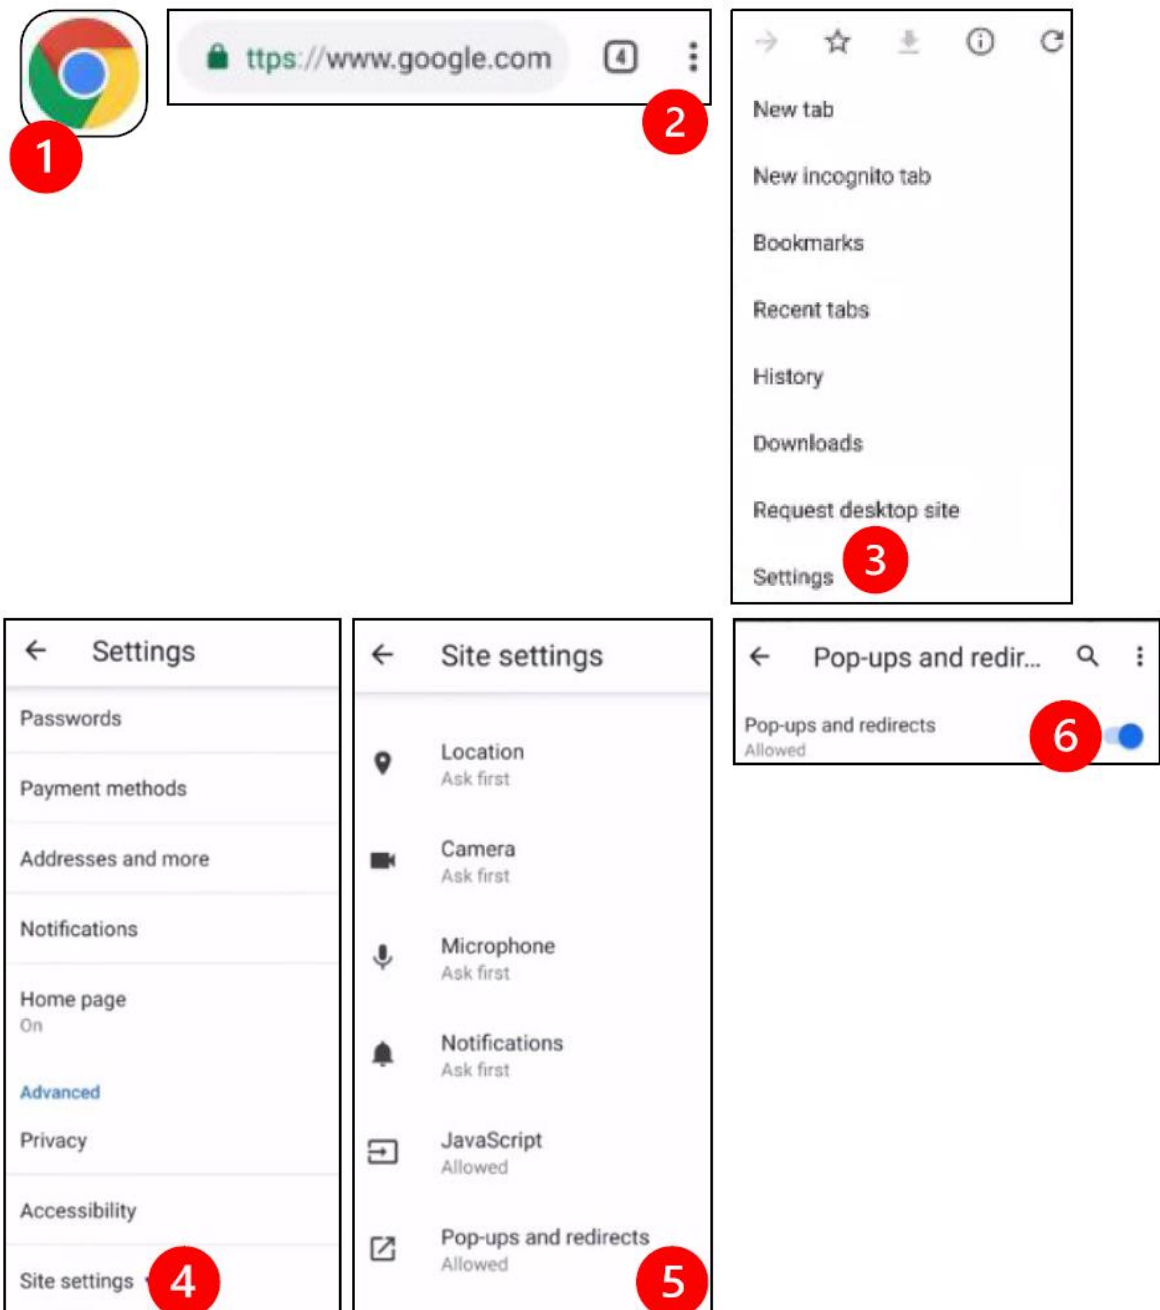 1
ttps://www.google.com 4
2
New tab
New incognito tab
Bookmarks
Recent tabs
History
Downloads
Request desktop site
Settings 3
Settings
Passwords
Payment methods
Addresses and more
Notifications
Home page
On
Advanced
Privacy
Accessibility
Site settings 4
Site settings
Location
Ask first
Camera
Ask first
Microphone
Ask first
Notifications
Ask first
JavaScript
Allowed
Pop-ups and redirects
Allowed 5
Pop-ups and redir...
Pop-ups and redirects
Allowed 6